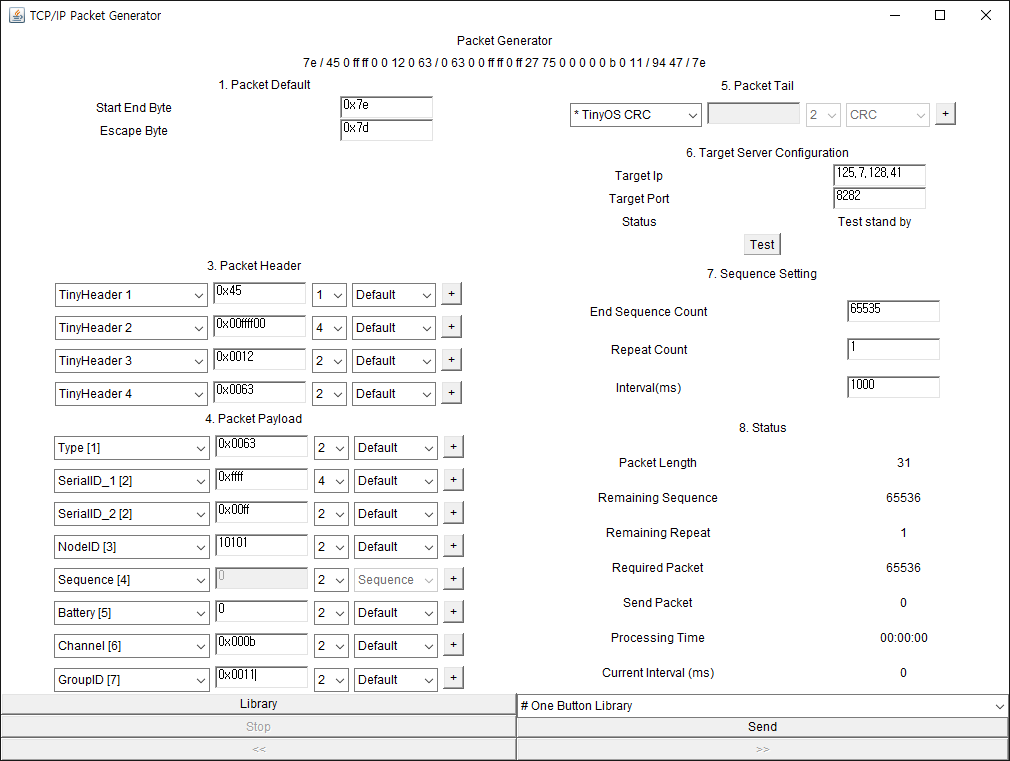 TCP/IP Packet Generator
Packet Generator
7e / 45 0 ff ff 0 0 12 0 63 / 0 63 0 0 ff ff 0 ff 27 75 0 0 0 0 0 b 0 11 / 94 47 / 7e
1. Packet Default
Start End Byte 0x7e
Escape Byte 0x7d
3. Packet Header
TinyHeader 1 0x45 1 Default +
TinyHeader 2 0x00ffff00 4 Default +
TinyHeader 3 0x0012 2 Default +
TinyHeader 4 0x0063 2 Default +
4. Packet Payload
Type [1] 0x0063 2 Default +
SerialID_1 [2] 0xffff 4 Default +
SerialID_2 [2] 0x00ff 2 Default +
NodeID [3] 10101 2 Default +
Sequence [4] 0 2 Sequence +
Battery [5] 0 2 Default +
Channel [6] 0x000b 2 Default +
GroupID [7] 0x0011 2 Default +
5. Packet Tail
* TinyOS CRC 2 CRC +
6. Target Server Configuration
Target Ip 125.7.128.41
Target Port 8282
Status Test stand by
Test
7. Sequence Setting
End Sequence Count 65535
Repeat Count 1
Interval(ms) 1000
8. Status
Packet Length 31
Remaining Sequence 65536
Remaining Repeat 1
Required Packet 65536
Send Packet 0
Processing Time 00:00:00
Current Interval (ms) 0
Library # One Button Library
Stop Send
<< >>